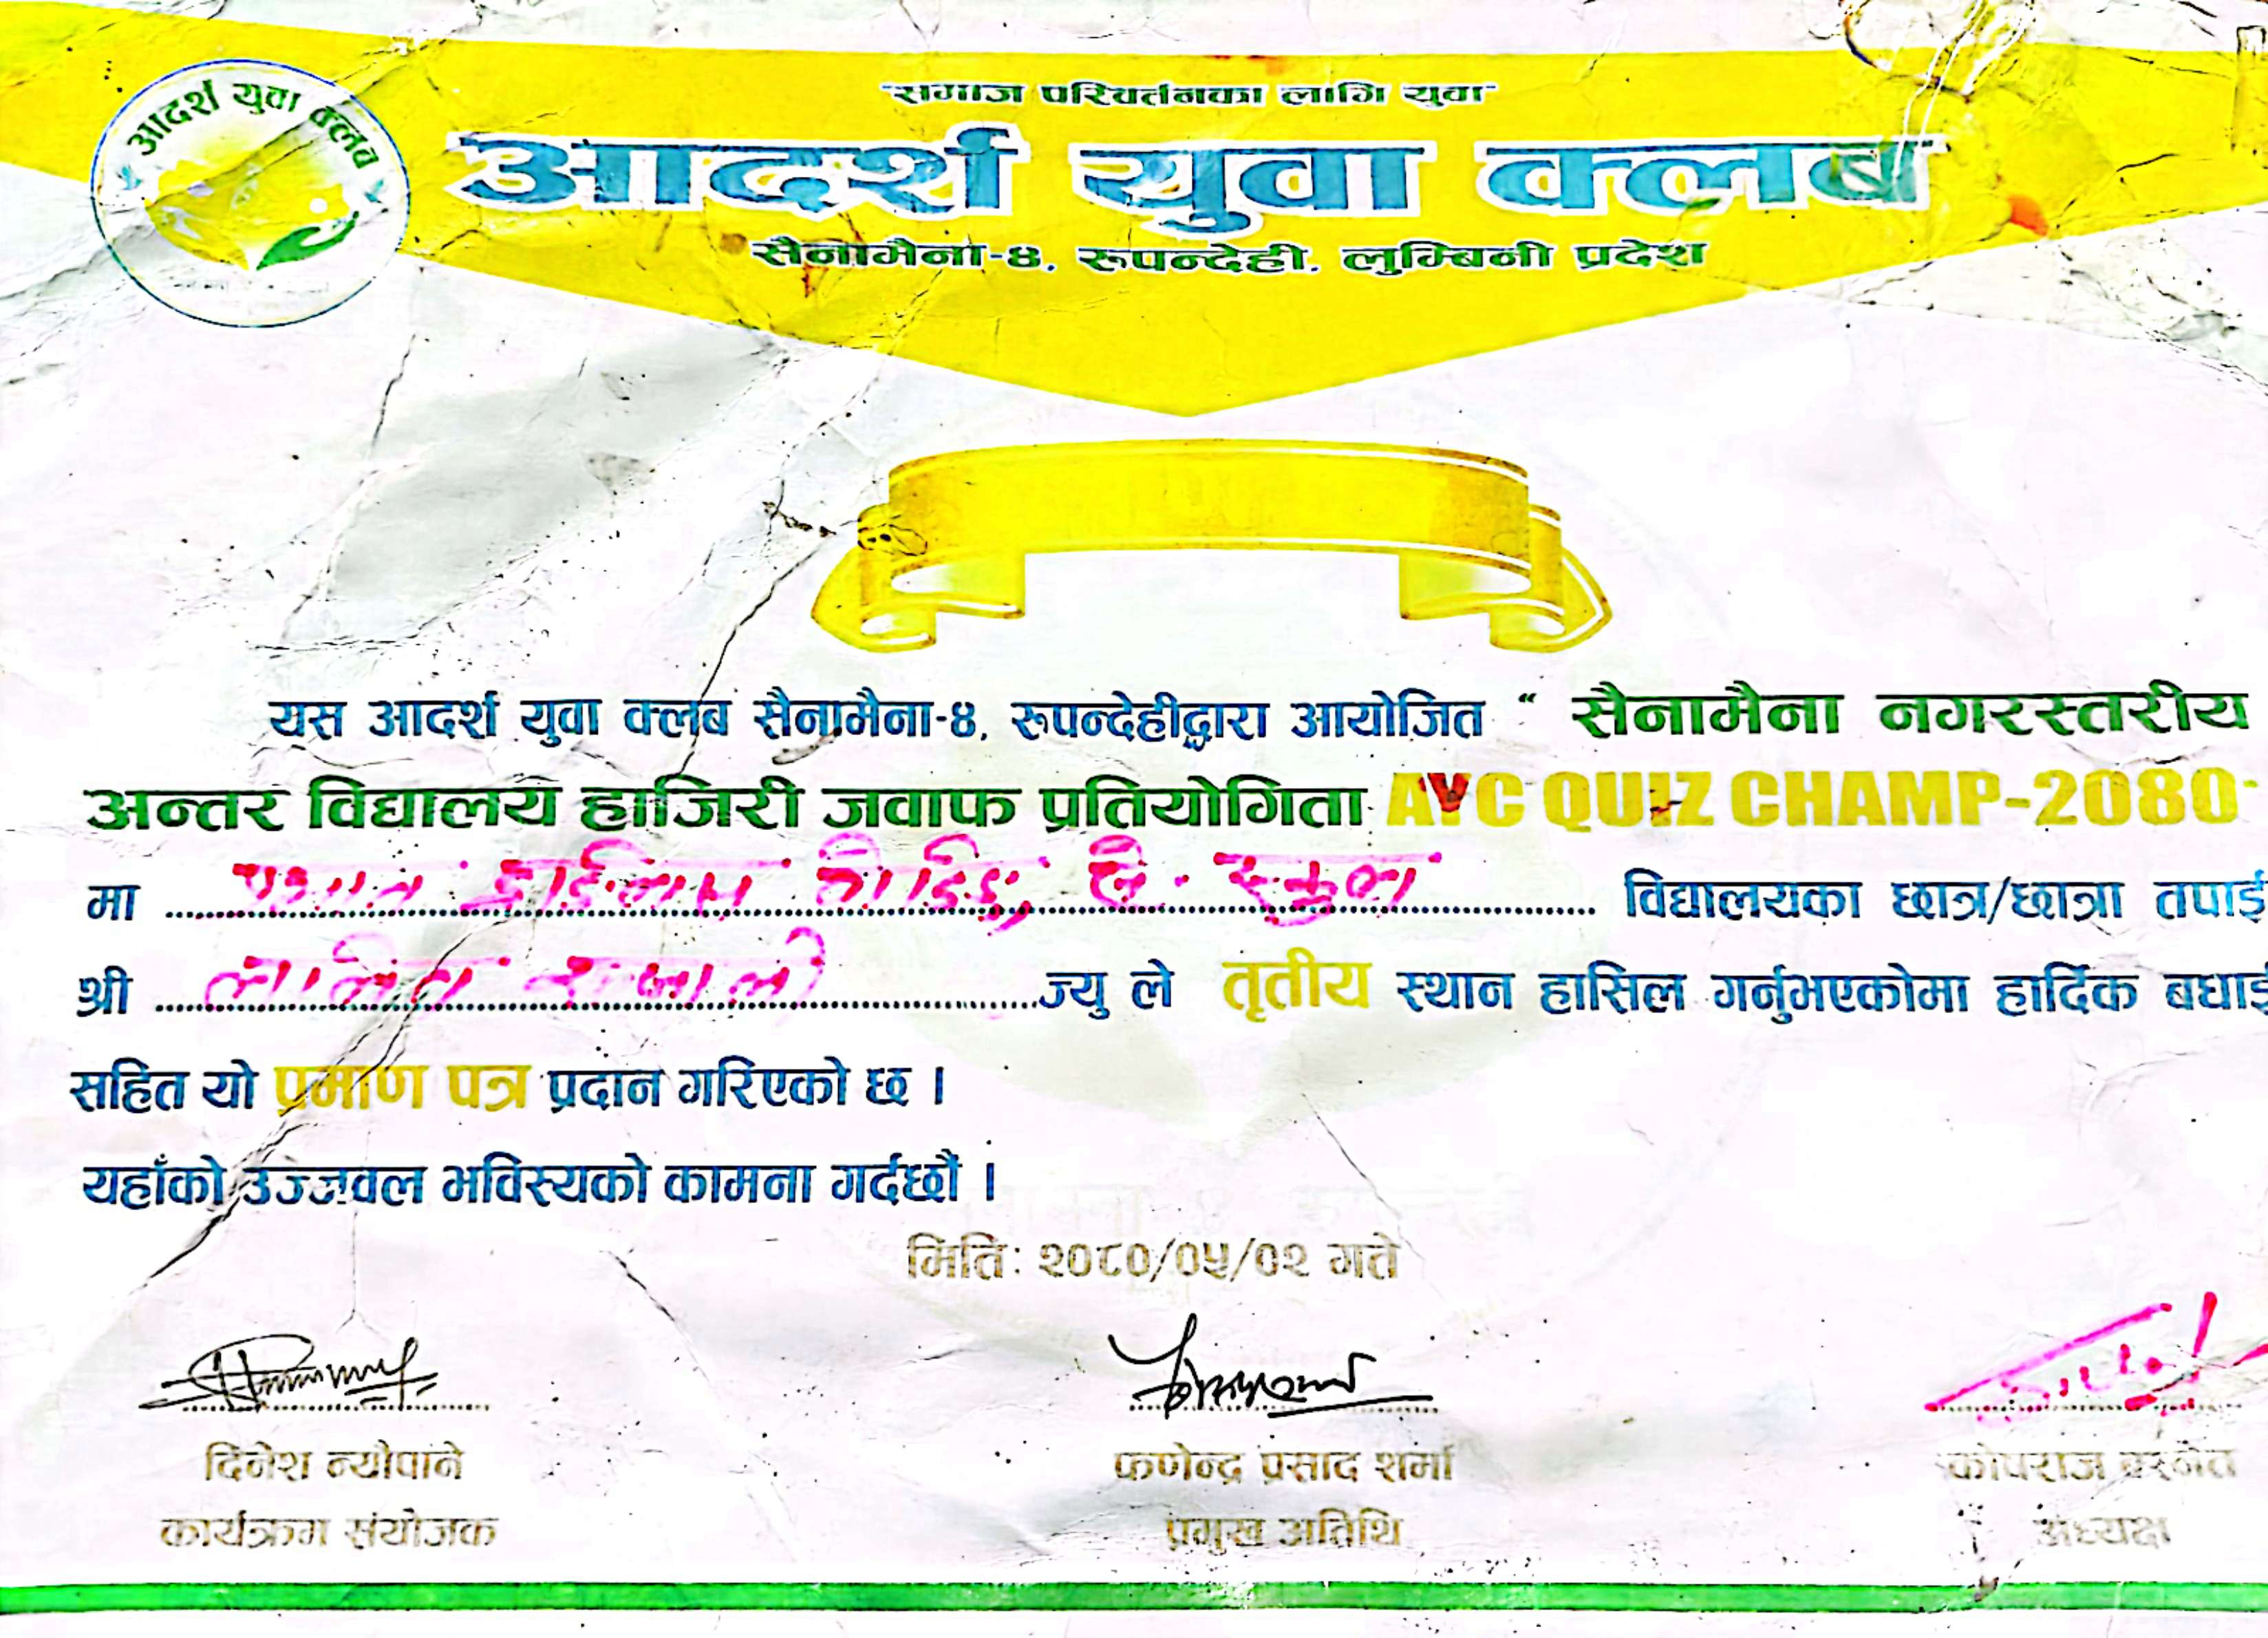 आदर्श युवा क्लव
"समाज परिवर्तनका लागि युवा"
आदर्श युवा क्लब
सैनामैना-४, रुपन्देही, लुम्बिनी प्रदेश
यस आदर्श युवा क्लब सैनामैना-४, रुपन्देहीद्वारा आयोजित " सैनामैना नगरस्तरीय
अन्तर विद्यालय हाजिरी जवाफ प्रतियोगिता AYC QUIZ CHAMP-2080"
मा स्कुल विद्यालयका छात्र/छात्रा तपाई
श्री ज्यु ले तृतीय स्थान हासिल गर्नुभएकोमा हार्दिक बधाई
सहित यो प्रमाण पत्र प्रदान गरिएको छ ।
यहाँको उज्जवल भविस्यको कामना गर्दछौं ।
मिति: २०८०/०५/०२ गते
दिनेश न्यौपाने फणेन्द्र प्रसाद शर्मा कोपराज
कार्यक्रम संयोजक प्रमुख अतिथि अध्यक्ष